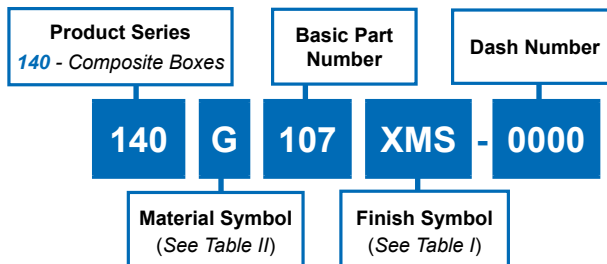 Product Series
140 - Composite Boxes
Basic Part
Number
Dash Number
140 G 107 XMS - 0000
Material Symbol
(See Table II)
Finish Symbol
(See Table I)